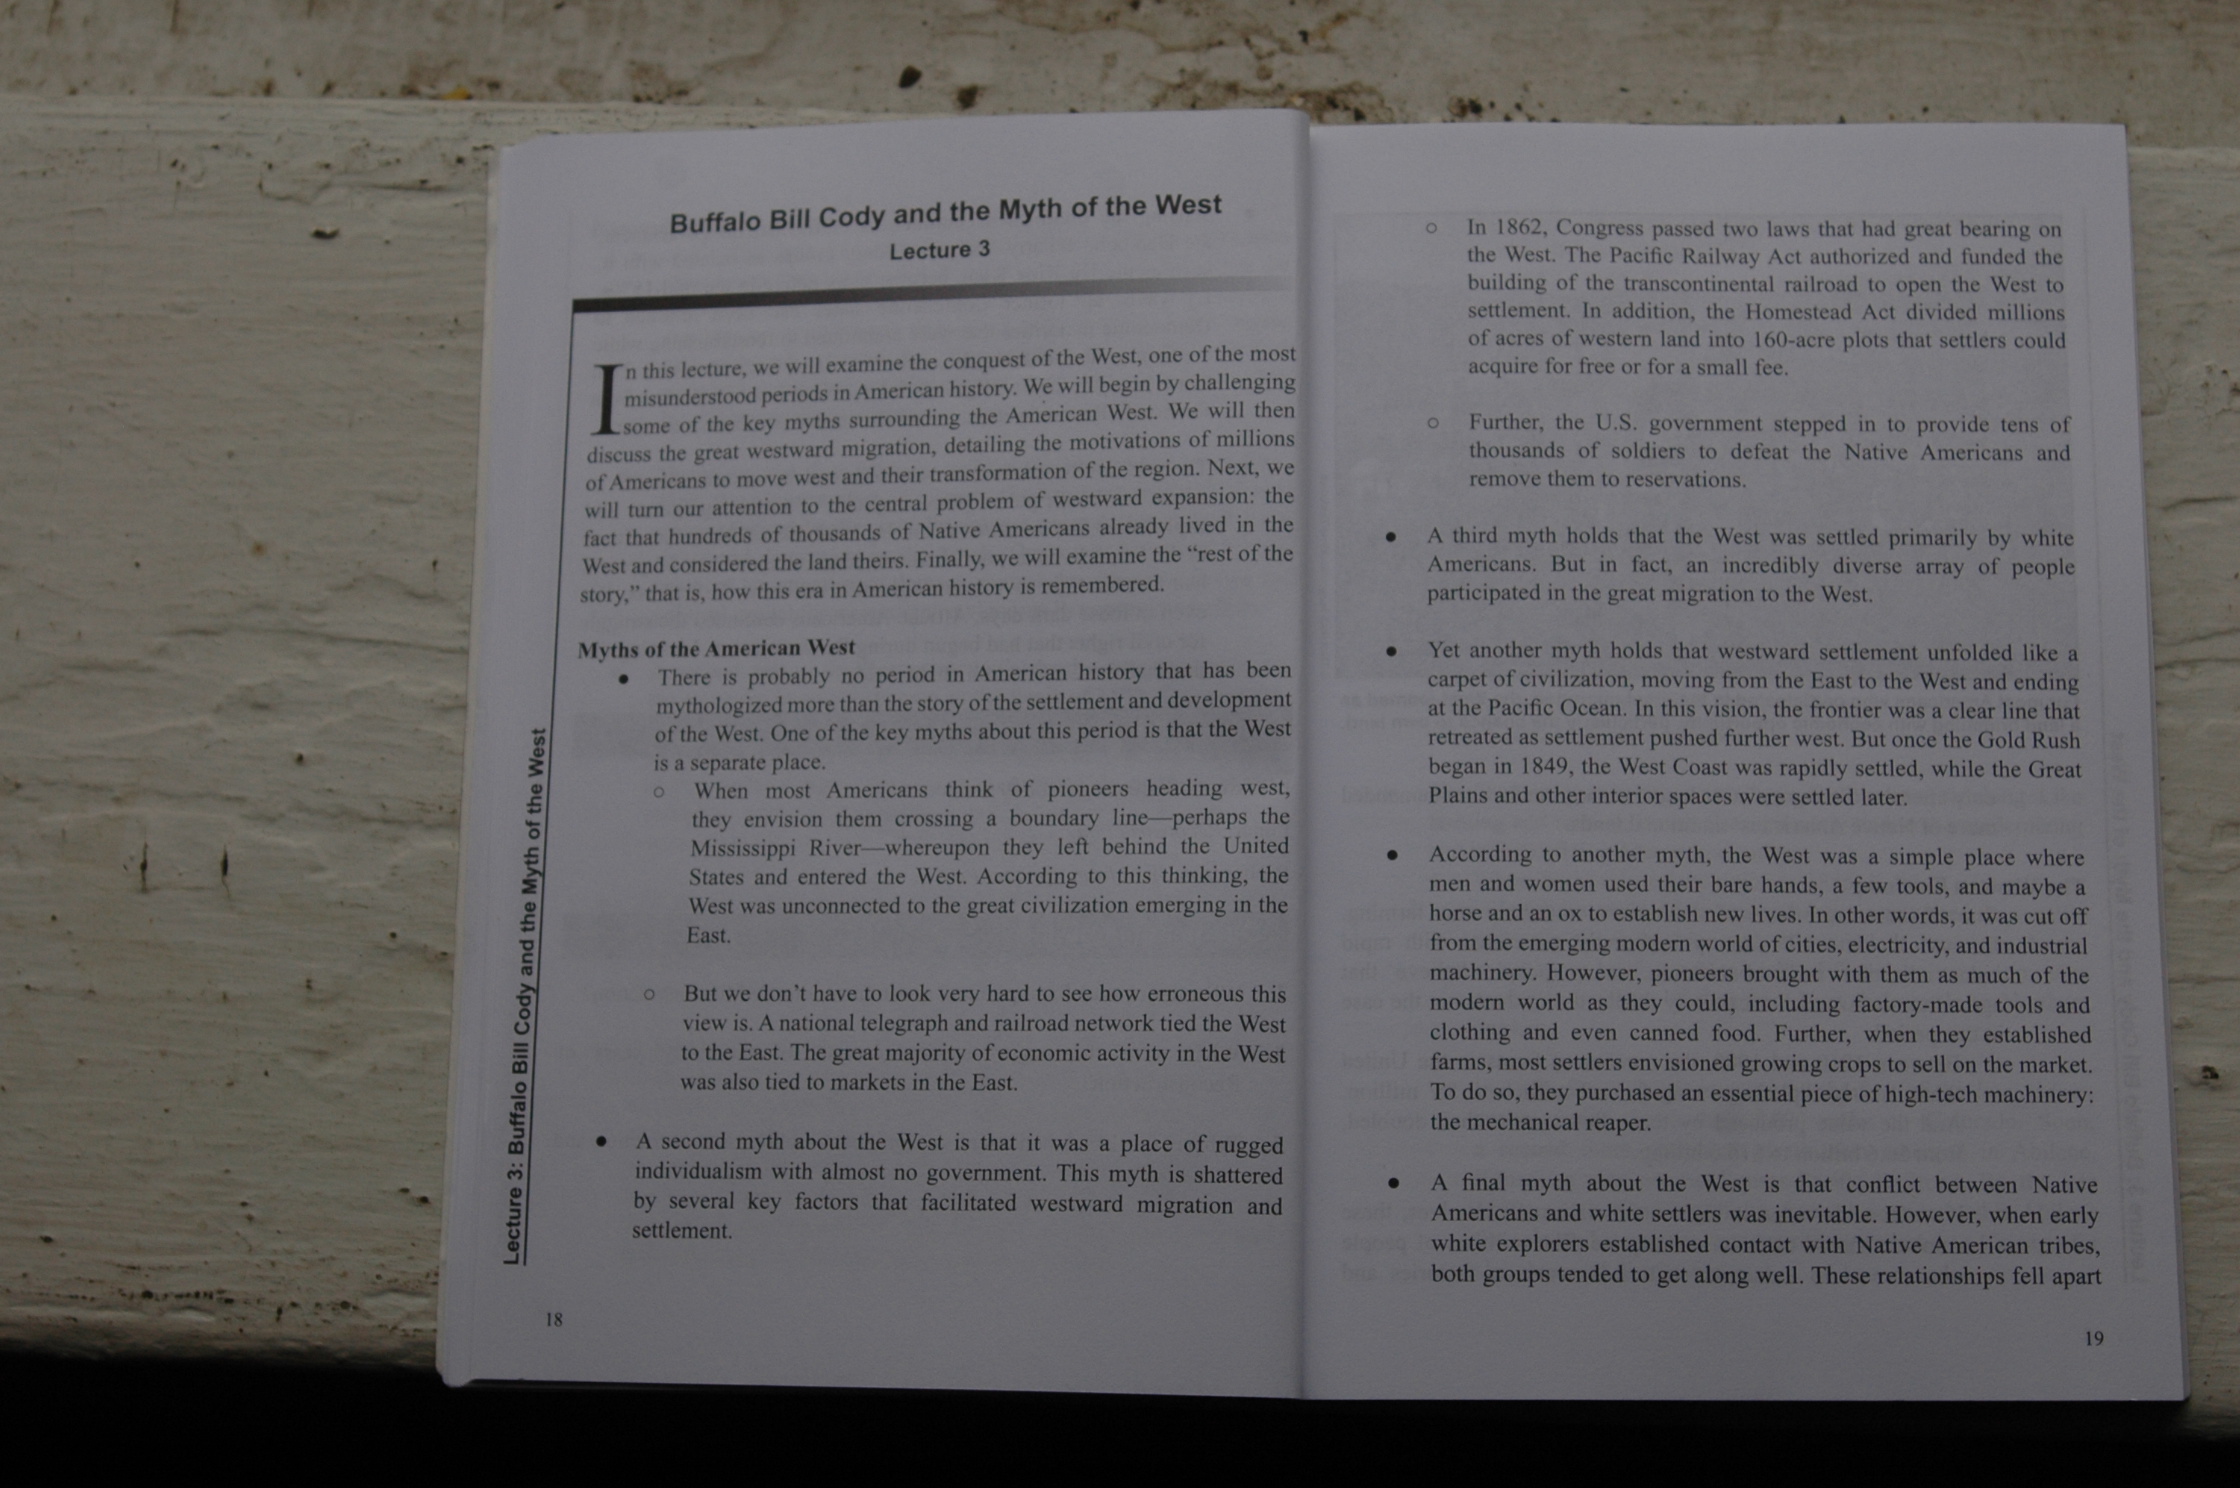 Buffalo Bill Cody and the Myth of the West
Lecture 3
In this lecture, we will examine the conquest of the West, one of the most
misunderstood periods in American history. We will begin by challenging
some of the key myths surrounding the American West. We will then
discuss the great westward migration, detailing the motivations of millions
of Americans to move west and their transformation of the region. Next, we
will turn our attention to the central problem of westward expansion: the
fact that hundreds of thousands of Native Americans already lived in the
West and considered the land theirs. Finally, we will examine the “rest of the
story,” that is, how this era in American history is remembered.
Myths of the American West
● There is probably no period in American history that has been
mythologized more than the story of the settlement and development
of the West. One of the key myths about this period is that the West
is a separate place.
○ When most Americans think of pioneers heading west,
they envision them crossing a boundary line—perhaps the
Mississippi River—whereupon they left behind the United
States and entered the West. According to this thinking, the
West was unconnected to the great civilization emerging in the
East.
○ But we don’t have to look very hard to see how erroneous this
view is. A national telegraph and railroad network tied the West
to the East. The great majority of economic activity in the West
was also tied to markets in the East.
● A second myth about the West is that it was a place of rugged
individualism with almost no government. This myth is shattered
by several key factors that facilitated westward migration and
settlement.
Lecture 3: Buffalo Bill Cody and the Myth of the West
18
○ In 1862, Congress passed two laws that had great bearing on
the West. The Pacific Railway Act authorized and funded the
building of the transcontinental railroad to open the West to
settlement. In addition, the Homestead Act divided millions
of acres of western land into 160-acre plots that settlers could
acquire for free or for a small fee.
○ Further, the U.S. government stepped in to provide tens of
thousands of soldiers to defeat the Native Americans and
remove them to reservations.
● A third myth holds that the West was settled primarily by white
Americans. But in fact, an incredibly diverse array of people
participated in the great migration to the West.
● Yet another myth holds that westward settlement unfolded like a
carpet of civilization, moving from the East to the West and ending
at the Pacific Ocean. In this vision, the frontier was a clear line that
retreated as settlement pushed further west. But once the Gold Rush
began in 1849, the West Coast was rapidly settled, while the Great
Plains and other interior spaces were settled later.
● According to another myth, the West was a simple place where
men and women used their bare hands, a few tools, and maybe a
horse and an ox to establish new lives. In other words, it was cut off
from the emerging modern world of cities, electricity, and industrial
machinery. However, pioneers brought with them as much of the
modern world as they could, including factory-made tools and
clothing and even canned food. Further, when they established
farms, most settlers envisioned growing crops to sell on the market.
To do so, they purchased an essential piece of high-tech machinery:
the mechanical reaper.
● A final myth about the West is that conflict between Native
Americans and white settlers was inevitable. However, when early
white explorers established contact with Native American tribes,
both groups tended to get along well. These relationships fell apart
19